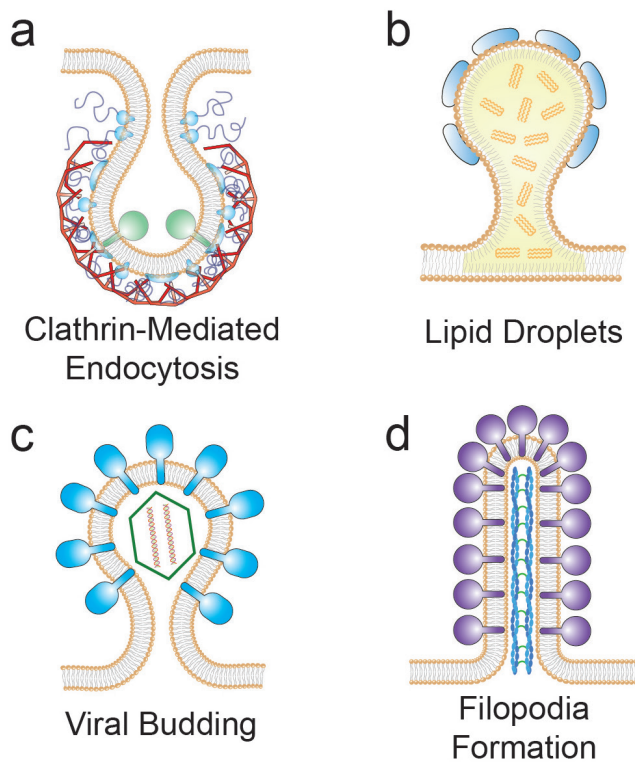 a
Clathrin-Mediated
Endocytosis
b
Lipid Droplets
c
Viral Budding
d
Filopodia
Formation